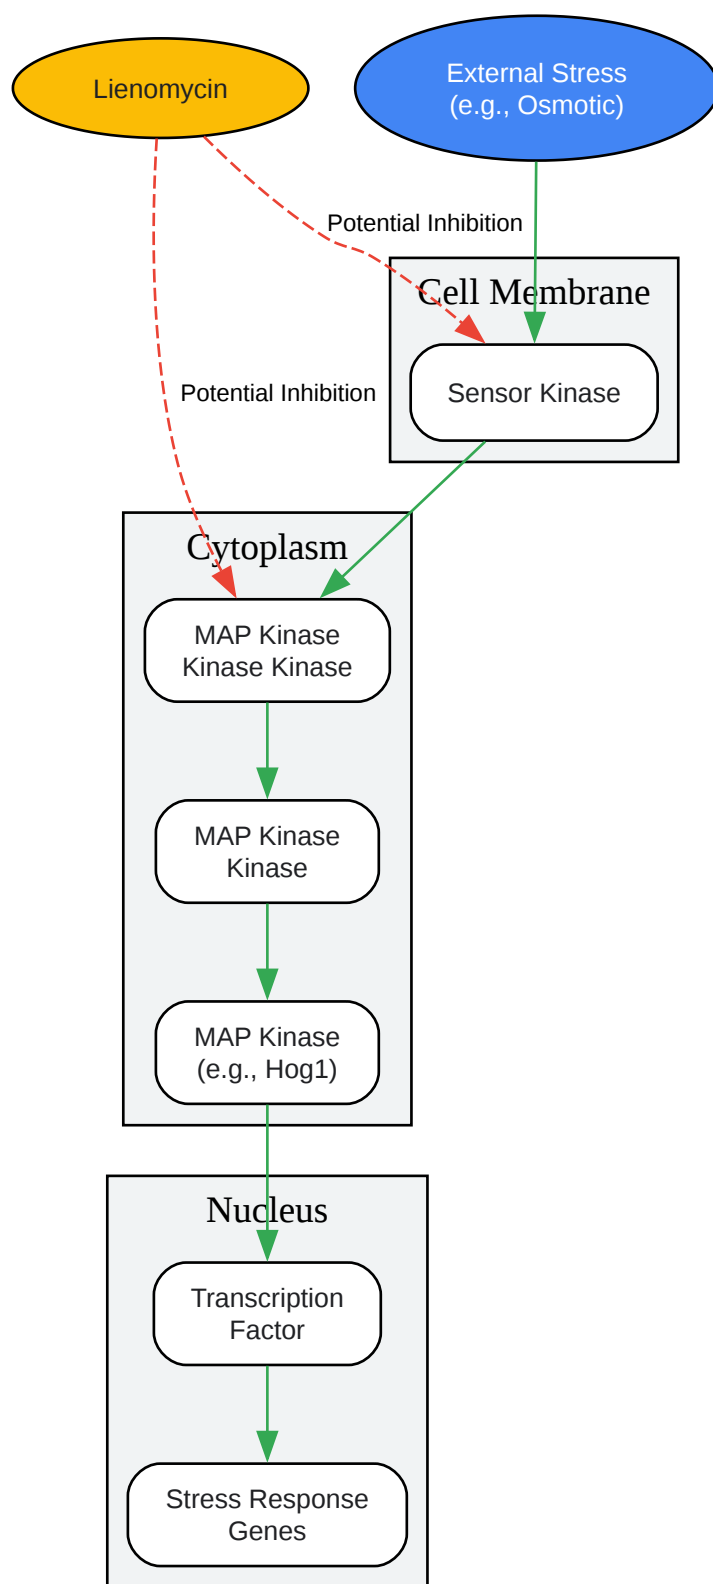 Lienomycin
External Stress
(e.g., Osmotic)
Potential Inhibition
Cell Membrane
Potential Inhibition
Sensor Kinase
Cytoplasm
MAP Kinase
Kinase Kinase
MAP Kinase
Kinase
MAP Kinase
(e.g., Hog1)
Nucleus
Transcription
Factor
Stress Response
Genes